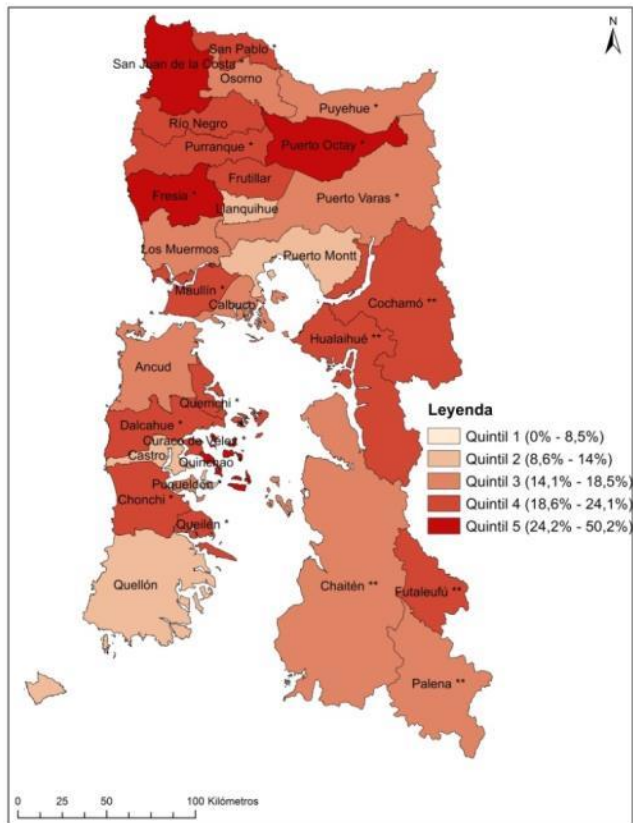 N
San Pablo *
San Juan de la Costa *
Osorno
Puyehue *
Río Negro
Puerto Octay *
Purranque *
Frutillar
Fresia *
Puerto Varas *
Llanquihue
Los Muermos
Puerto Montt
Maullín *
Cochamó **
Calbuco *
Hualaihué **
Ancud
Quemchi *
Dalcahue *
Curaco de Vélez *
Castro
Quinchao
Puqueldón *
Chonchi *
Queilén *
Quellón
Chaitén **
Futaleufú **
Palena **
Leyenda
Quintil 1 (0% - 8,5%)
Quintil 2 (8,6% - 14%)
Quintil 3 (14,1% - 18,5%)
Quintil 4 (18,6% - 24,1%)
Quintil 5 (24,2% - 50,2%)
0 25 50 100 Kilómetros